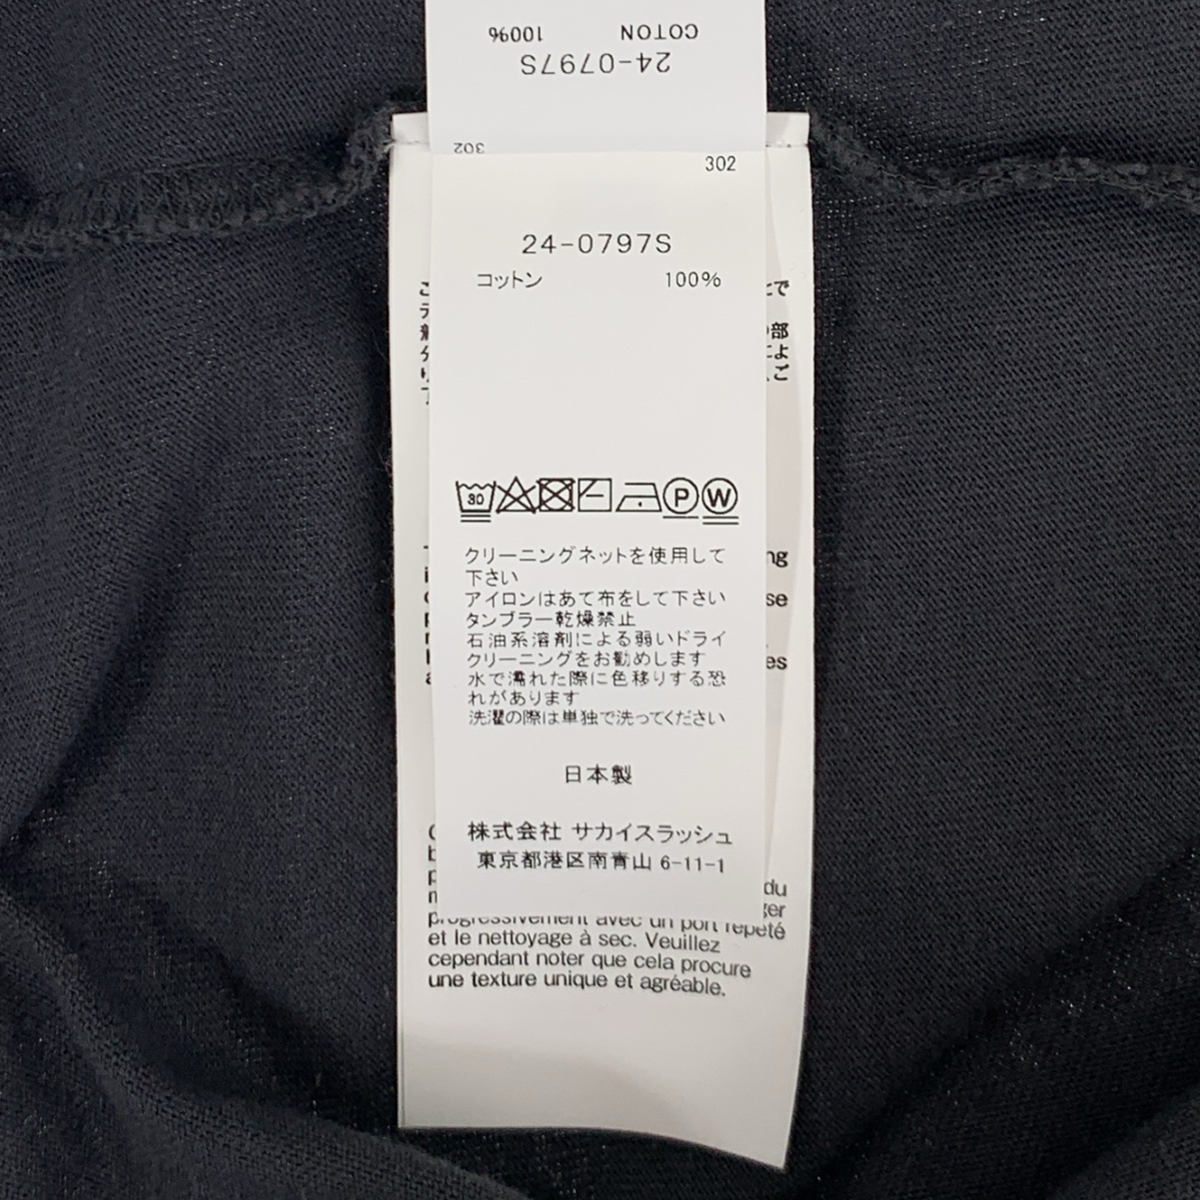 COTON 100%
24-0797S
302
302
24-0797S
コットン 100%
30 P W
クリーニングネットを使用して
下さい
アイロンはあて布をして下さい
タンブラー乾燥禁止
石油系溶剤による弱いドライ
クリーニングをお勧めします
水で濡れた際に色移りする恐
れがあります
洗濯の際は単独で洗ってください
日本製
株式会社 サカイスラッシュ
東京都港区南青山 6-11-1
du
progressivement avec un port repeté
et le nettoyage à sec. Veuillez
cependant noter que cela procure
une texture unique et agréable.